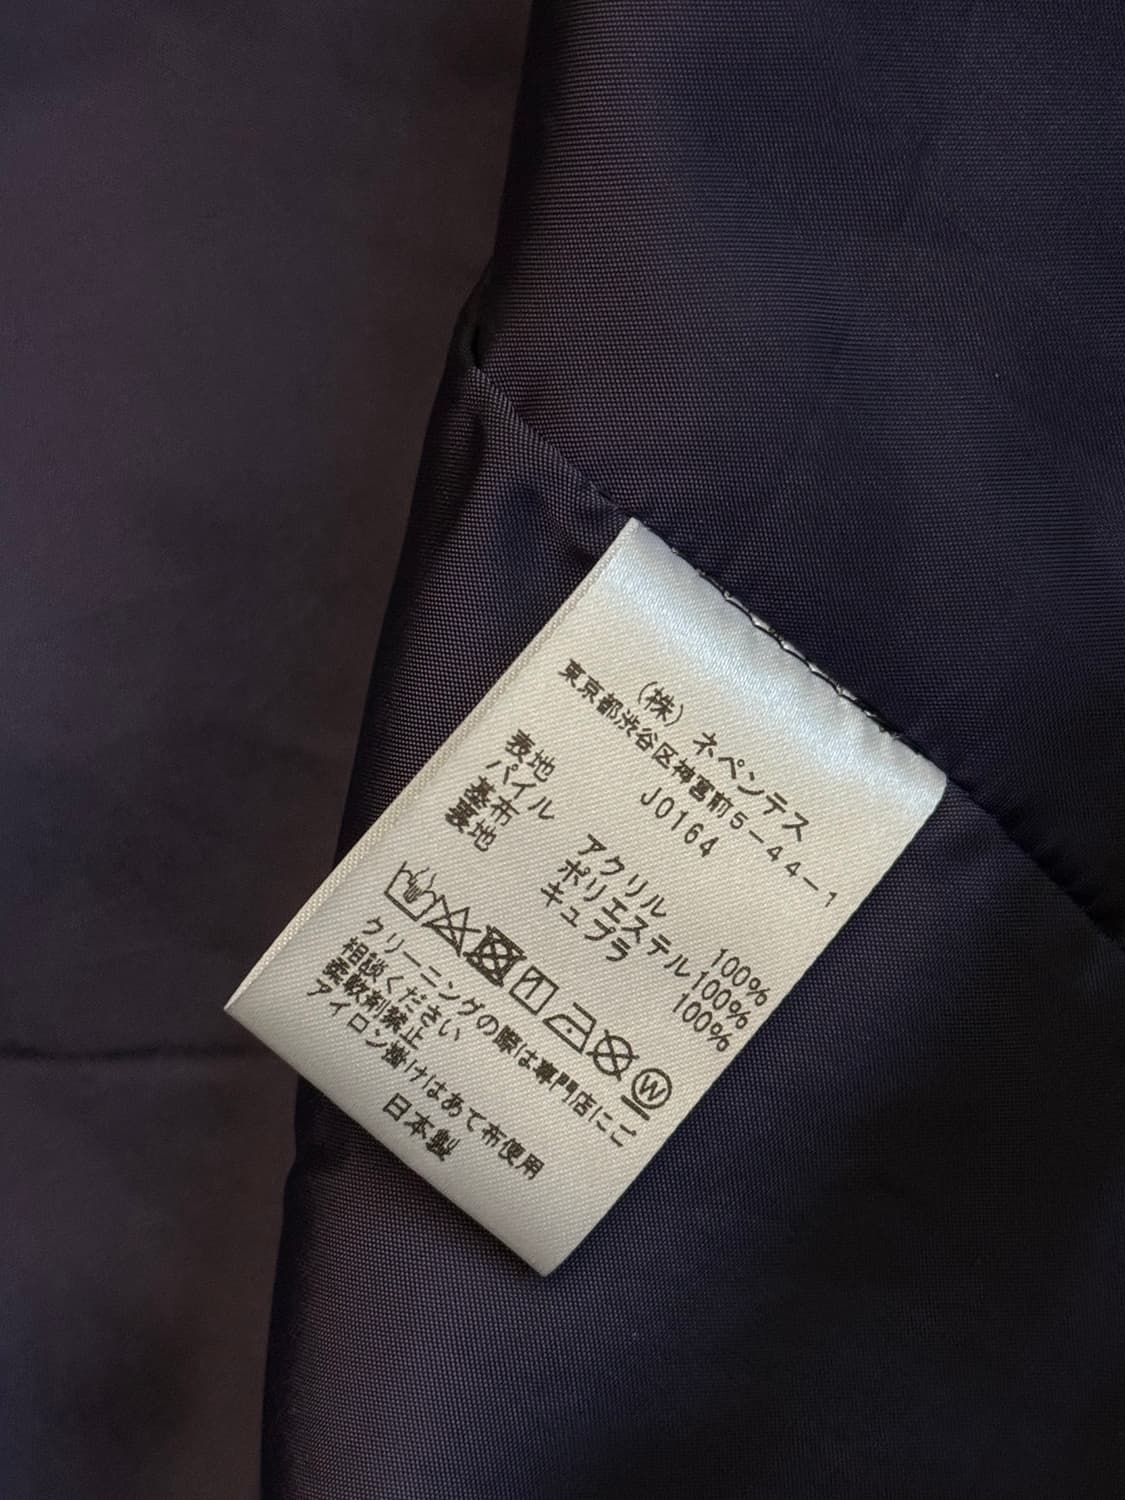 (株) ネペンテス
東京都渋谷区神宮前5-44-1
J0164
表地
パイル アクリル 100%
基布 ポリエステル100%
裏地 キュプラ 100%
W
クリーニングの際は専門店にご
相談ください
柔軟剤禁止
アイロン掛けはあて布使用
日本製